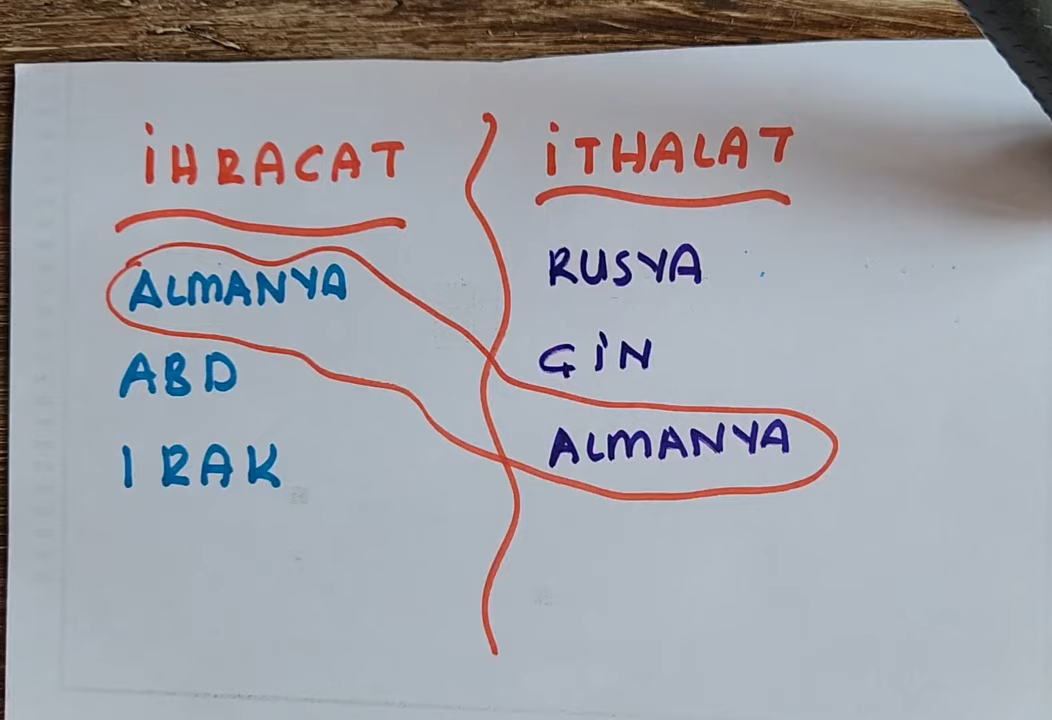 İHRACAT
ALMANYA
ABD
IRAK
İTHALAT
RUSYA
ÇİN
ALMANYA